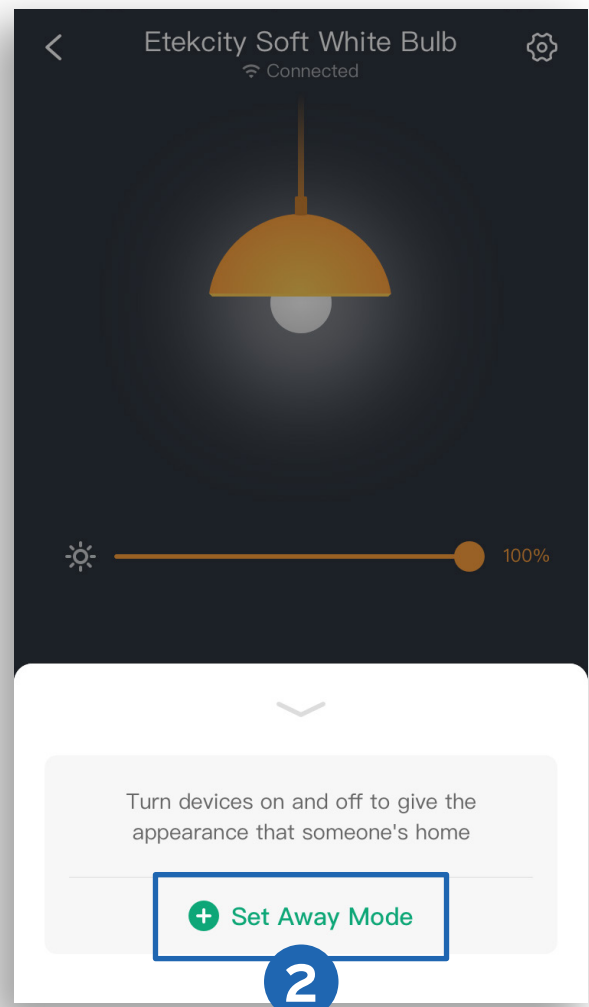 Etekcity Soft White Bulb
Connected
100%
Turn devices on and off to give the
appearance that someone's home
Set Away Mode
2